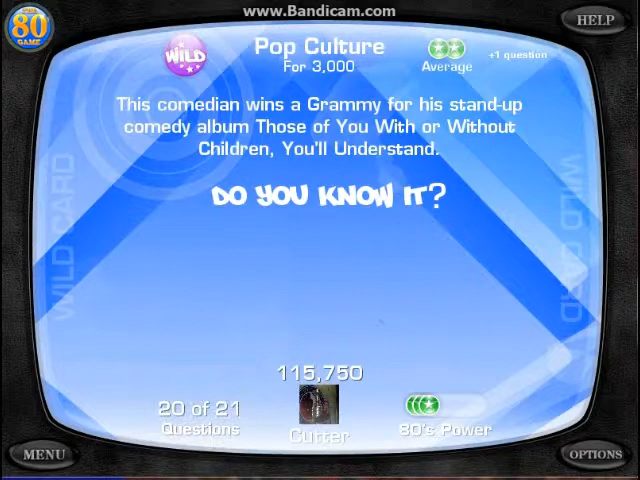 www.Bandicam.com
THE
80
GAME
HELP
WILD
Pop Culture
For 3,000
Average
+1 question
This comedian wins a Grammy for his stand-up
comedy album Those of You With or Without
Children, You'll Understand.
DO YOU KNOW IT?
WILD CARD
WILD CARD
115,750
20 of 21
Questions
Cutter
80's Power
MENU
OPTIONS